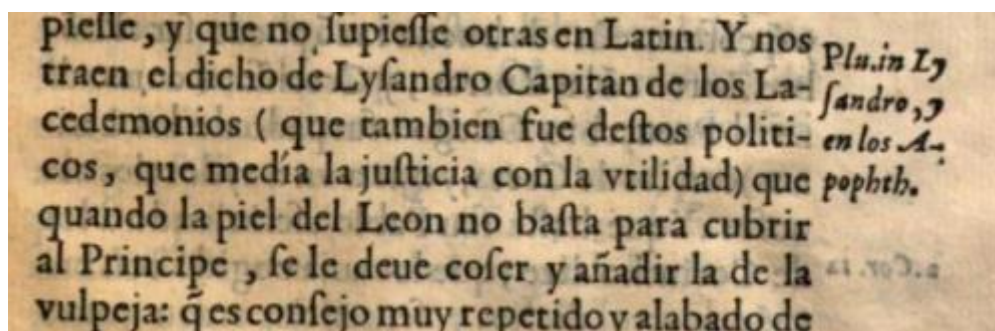 pieſſe, y que no ſupieſſe otras en Latin. Y nos
traen el dicho de Lyſandro Capitan de los La-
cedemonios ( que tambien fue deſtos politi-
cos, que medía la juſticia con la vtilidad) que
quando la piel del Leon no baſta para cubrir
al Principe, ſe le deue coſer y añadir la de la
vulpeja: q̃ es conſejo muy repetido y alabado de
Plu.in Ly
ſandro, y
en los A-
pophth.